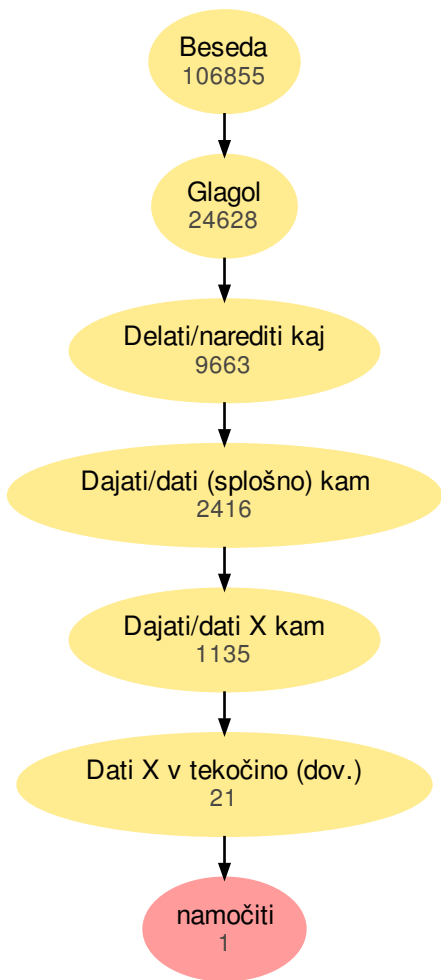 Beseda
106855
Glagol
24628
Delati/narediti kaj
9663
Dajati/dati (splošno) kam
2416
Dajati/dati X kam
1135
Dati X v tekočino (dov.)
21
namočiti
1